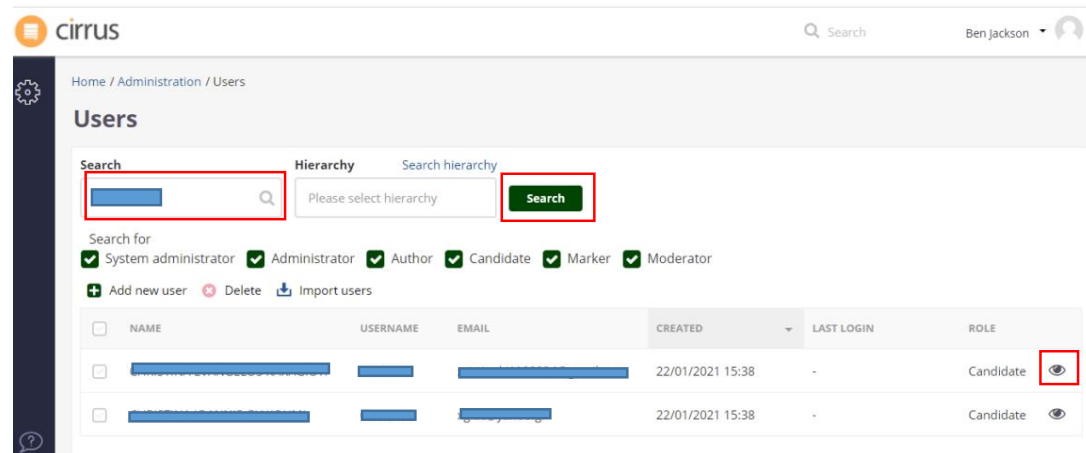 cirrus
Search
Ben Jackson
Home / Administration / Users
Users
Search Hierarchy Search hierarchy
Please select hierarchy Search
Search for
System administrator Administrator Author Candidate Marker Moderator
Add new user Delete Import users
NAME USERNAME EMAIL CREATED LAST LOGIN ROLE
22/01/2021 15:38 - Candidate
22/01/2021 15:38 - Candidate